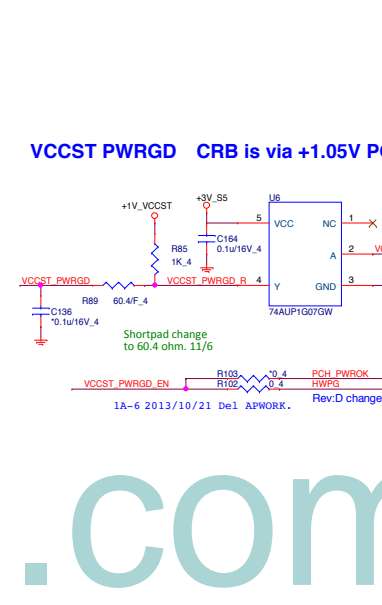 VCCST PWRGD CRB is via +1.05V PC
+1V_VCCST
+3V_S5
U6
5 VCC NC 1
R85
1K_4
C164
0.1u/16V_4
A 2 VC
VCCST_PWRGD
VCCST_PWRGD_R 4 Y GND 3
R89 60.4/F_4
74AUP1G07GW
C136
*0.1u/16V_4
Shortpad change
to 60.4 ohm. 11/6
R103 *0_4 PCH_PWROK
VCCST_PWRGD_EN R102 0_4 HWPG
Rev:D change
1A-6 2013/10/21 Del APWORK.
.com